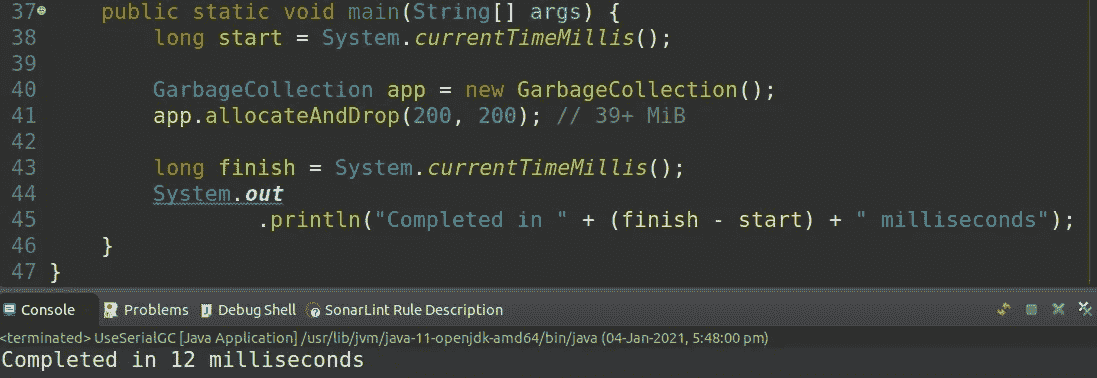 37 public static void main(String[] args) {
38 long start = System.currentTimeMillis();
39
40 GarbageCollection app = new GarbageCollection();
41 app.allocateAndDrop(200, 200); // 39+ MiB
42
43 long finish = System.currentTimeMillis();
44 System.out
45 .println("Completed in " + (finish - start) + " milliseconds");
46 }
47 }
Console Problems Debug Shell SonarLint Rule Description
<terminated> UseSerialGC [Java Application] /usr/lib/jvm/java-11-openjdk-amd64/bin/java (04-Jan-2021, 5:48:00 pm)
Completed in 12 milliseconds